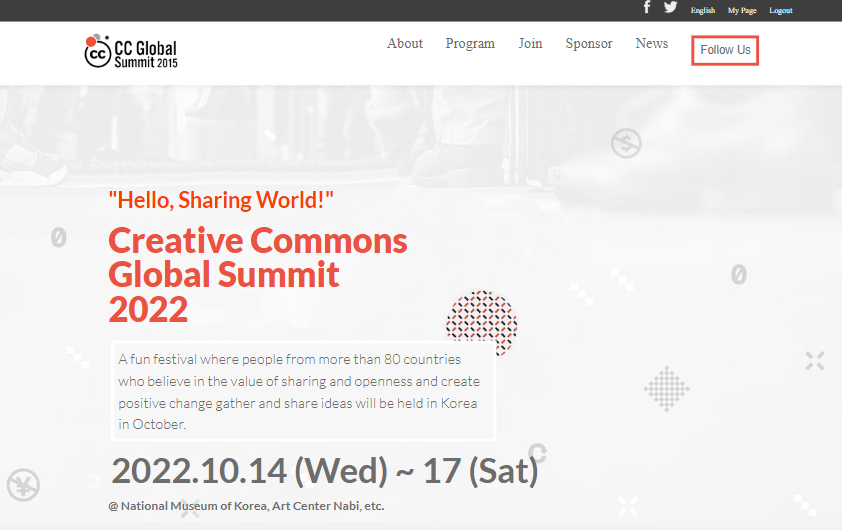 English My Page Logout
CC Global
Summit 2015
About Program Join Sponsor News Follow Us
"Hello, Sharing World!"
Creative Commons
Global Summit
2022
A fun festival where people from more than 80 countries
who believe in the value of sharing and openness and create
positive change gather and share ideas will be held in Korea
in October.
2022.10.14 (Wed) ~ 17 (Sat)
@ National Museum of Korea, Art Center Nabi, etc.